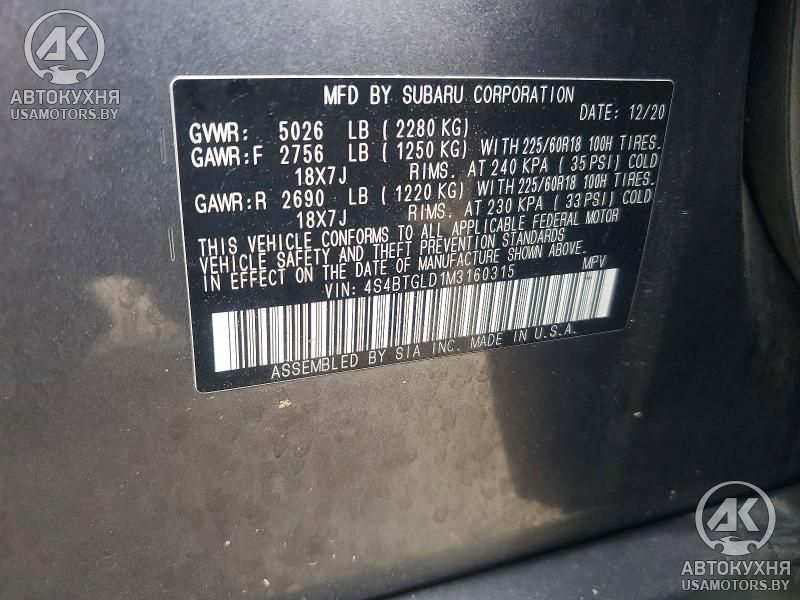 AK
АВТОКУХНЯ
USAMOTORS.BY
MFD BY SUBARU CORPORATION
DATE: 12/20
GVWR: 5026 LB ( 2280 KG)
GAWR:F 2756 LB ( 1250 KG) WITH 225/60R18 100H TIRES.
18X7J RIMS. AT 240 KPA ( 35 PSI) COLD
GAWR:R 2690 LB ( 1220 KG) WITH 225/60R18 100H TIRES.
18X7J RIMS. AT 230 KPA ( 33 PSI) COLD
THIS VEHICLE CONFORMS TO ALL APPLICABLE FEDERAL MOTOR
VEHICLE SAFETY AND THEFT PREVENTION STANDARDS
IN EFFECT ON THE DATE OF MANUFACTURE SHOWN ABOVE.
VIN: 4S4BTGLD1M3160315 MPV
ASSEMBLED BY SIA INC. MADE IN U.S.A.
AK
АВТОКУХНЯ
USAMOTORS.BY